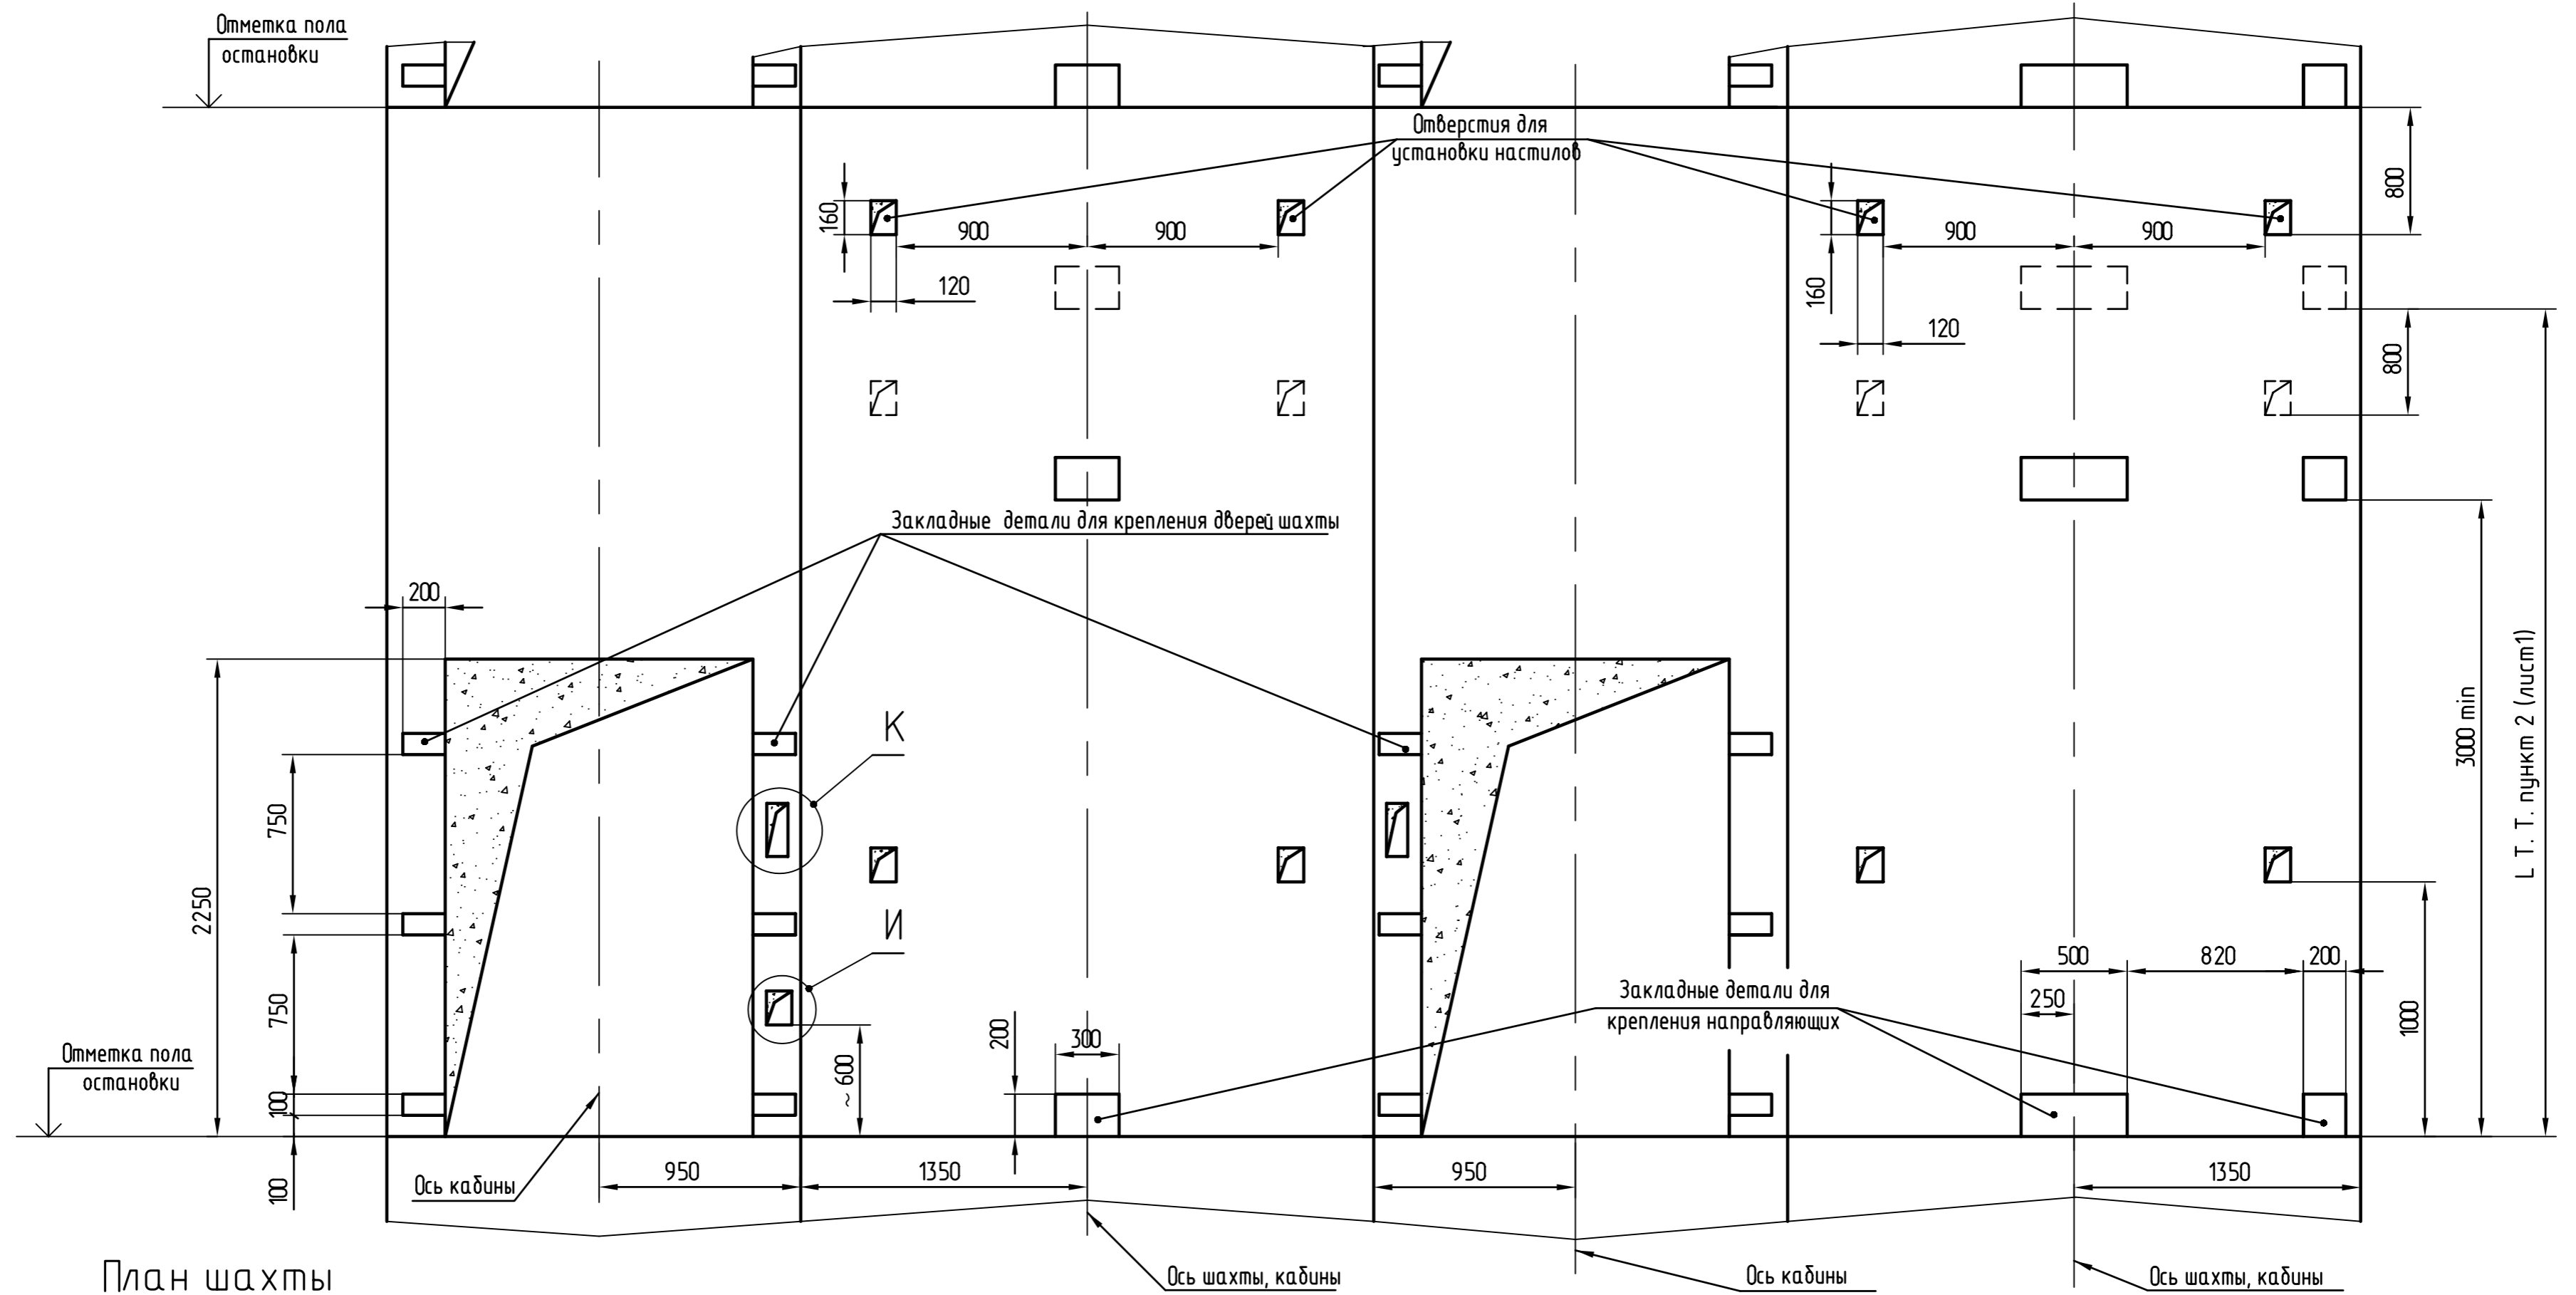 Отметка пола
остановки
Отверстия для
установки настилов
160
900
900
120
160
900
900
120
800
800
Закладные детали для крепления дверей шахты
200
К
750
2250
И
750
100
100
Отметка пола
остановки
~ 600
200
300
Закладные детали для
крепления направляющих
500
820
200
250
1000
3000 min
L Т. Т. пункт 2 (лист1)
Ось кабины
950
1350
950
1350
План шахты
Ось шахты, кабины
Ось кабины
Ось шахты, кабины